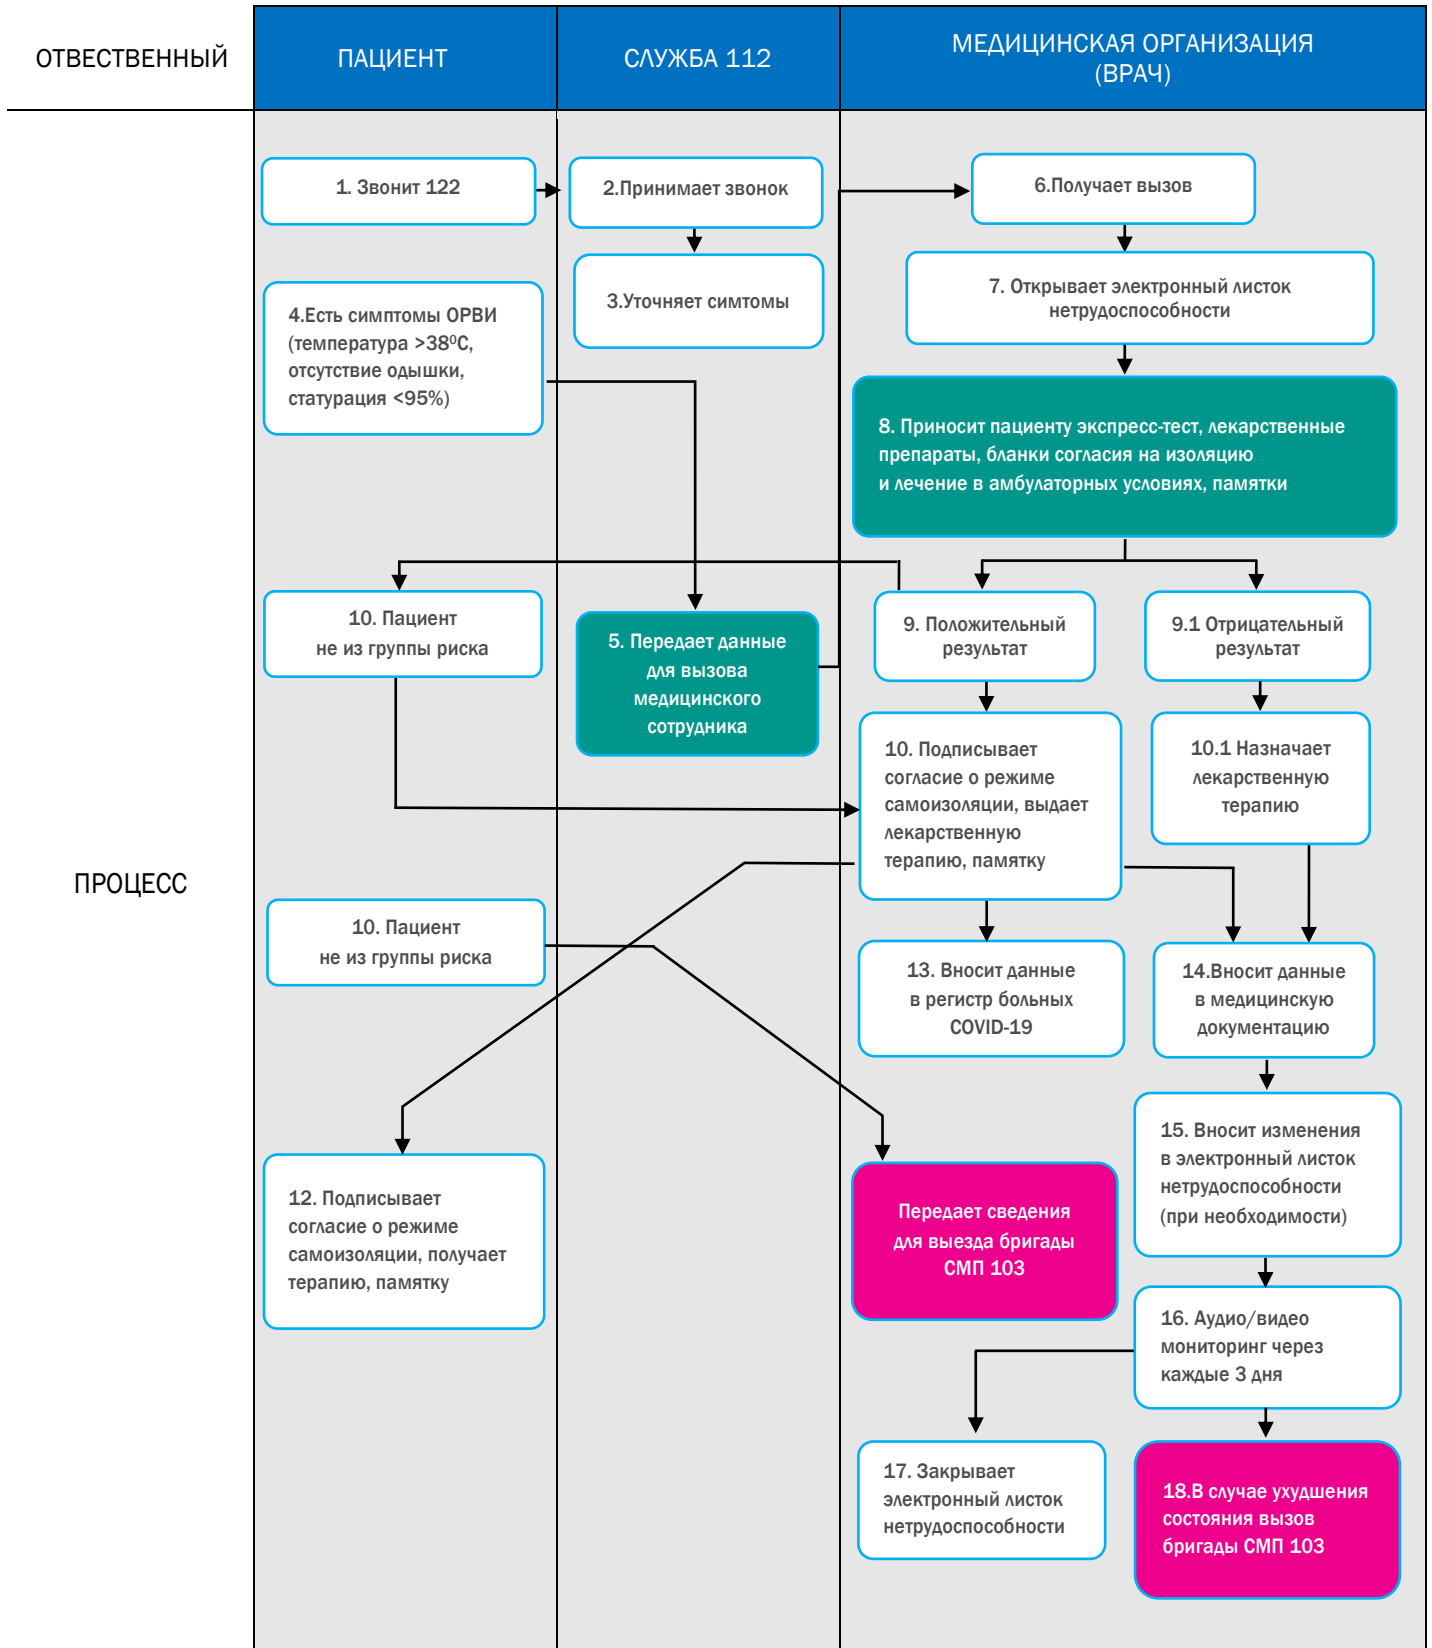 ОТВЕСТВЕННЫЙ
ПАЦИЕНТ
СЛУЖБА 112
МЕДИЦИНСКАЯ ОРГАНИЗАЦИЯ
(ВРАЧ)
ПРОЦЕСС
1. Звонит 122
2.Принимает звонок
3.Уточняет симтомы
4.Есть симптомы ОРВИ
(температура >38⁰С,
отсутствие одышки,
статурация <95%)
5. Передает данные
для вызова
медицинского
сотрудника
6.Получает вызов
7. Открывает электронный листок
нетрудоспособности
8. Приносит пациенту экспресс-тест, лекарственные
препараты, бланки согласия на изоляцию
и лечение в амбулаторных условиях, памятки
10. Пациент
не из группы риска
9. Положительный
результат
9.1 Отрицательный
результат
10. Подписывает
согласие о режиме
самоизоляции, выдает
лекарственную
терапию, памятку
10.1 Назначает
лекарственную
терапию
10. Пациент
не из группы риска
13. Вносит данные
в регистр больных
COVID-19
14.Вносит данные
в медицинскую
документацию
12. Подписывает
согласие о режиме
самоизоляции, получает
терапию, памятку
Передает сведения
для выезда бригады
СМП 103
15. Вносит изменения
в электронный листок
нетрудоспособности
(при необходимости)
16. Аудио/видео
мониторинг через
каждые 3 дня
17. Закрывает
электронный листок
нетрудоспособности
18.В случае ухудшения
состояния вызов
бригады СМП 103